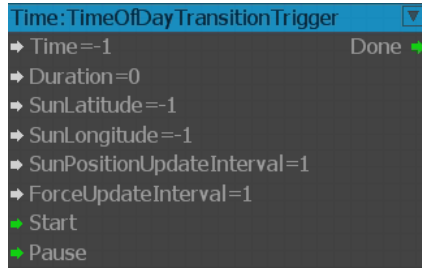 Time:TimeOfDayTransitionTrigger
Time=-1 Done
Duration=0
SunLatitude=-1
SunLongitude=-1
SunPositionUpdateInterval=1
ForceUpdateInterval=1
Start
Pause